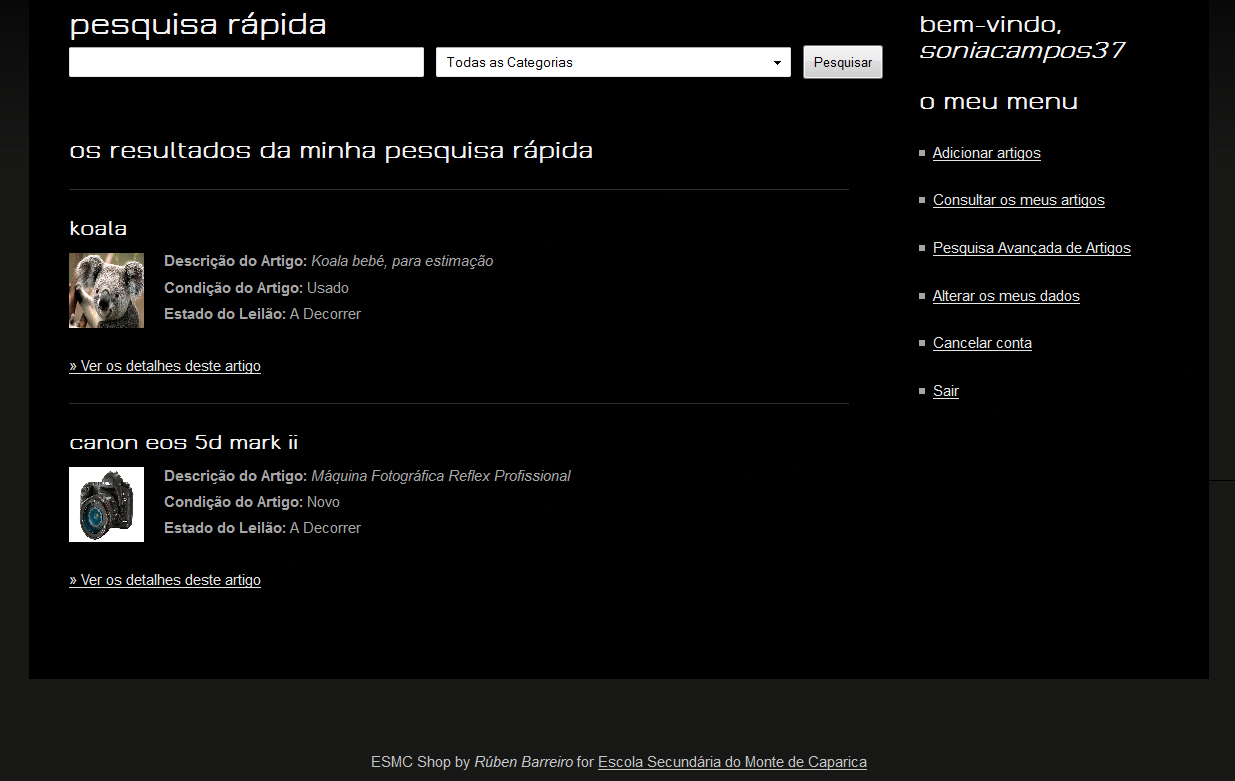 pesquisa rápida
Todas as Categorias
Pesquisar
os resultados da minha pesquisa rápida
koala
Descrição do Artigo: Koala bebé, para estimação
Condição do Artigo: Usado
Estado do Leilão: A Decorrer
» Ver os detalhes deste artigo
canon eos 5d mark ii
Descrição do Artigo: Máquina Fotográfica Reflex Profissional
Condição do Artigo: Novo
Estado do Leilão: A Decorrer
» Ver os detalhes deste artigo
bem-vindo,
soniacampos37
o meu menu
Adicionar artigos
Consultar os meus artigos
Pesquisa Avançada de Artigos
Alterar os meus dados
Cancelar conta
Sair
ESMC Shop by Rúben Barreiro for Escola Secundária do Monte de Caparica